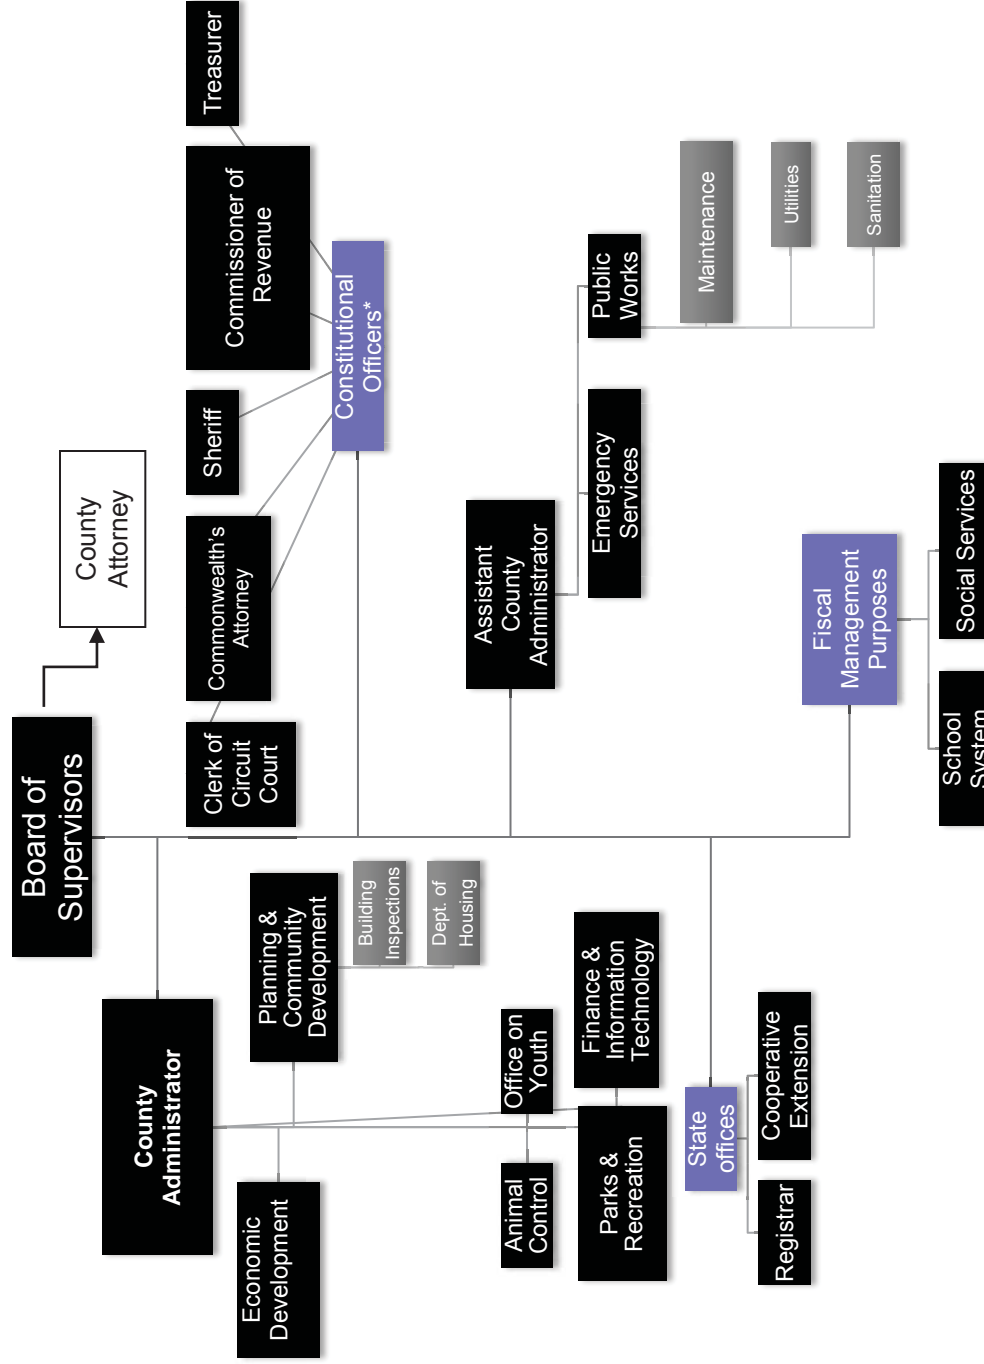 Board of
Supervisors
County
Attorney
County
Administrator
Economic
Development
Planning &
Community
Development
Building
Inspections
Dept. of
Housing
Animal
Control
Office on
Youth
Parks &
Recreation
Finance &
Information
Technology
Clerk of
Circuit
Court
Commonwealth’s
Attorney
Sheriff
Commissioner of
Revenue
Treasurer
Constitutional
Officers*
Assistant
County
Administrator
Emergency
Services
Public
Works
Maintenance
Utilities
Sanitation
State
offices
Registrar
Cooperative
Extension
Fiscal
Management
Purposes
School
System
Social Services